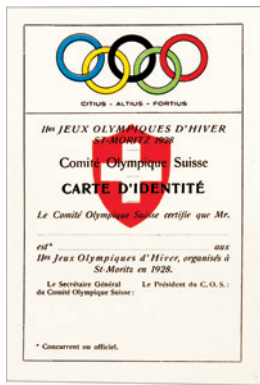 CITIUS - ALTIUS - FORTIUS
IImes JEUX OLYMPIQUES D'HIVER
ST-MORITZ 1928
Comité Olympique Suisse
CARTE D'IDENTITÉ
Le Comité Olympique Suisse certifie que Mr.
est* aux
IImes Jeux Olympiques d'Hiver, organisés à
St-Moritz en 1928.
Le Secrétaire Général Le Président du C. O. S. :
du Comité Olympique Suisse :
* Concurrent ou officiel.